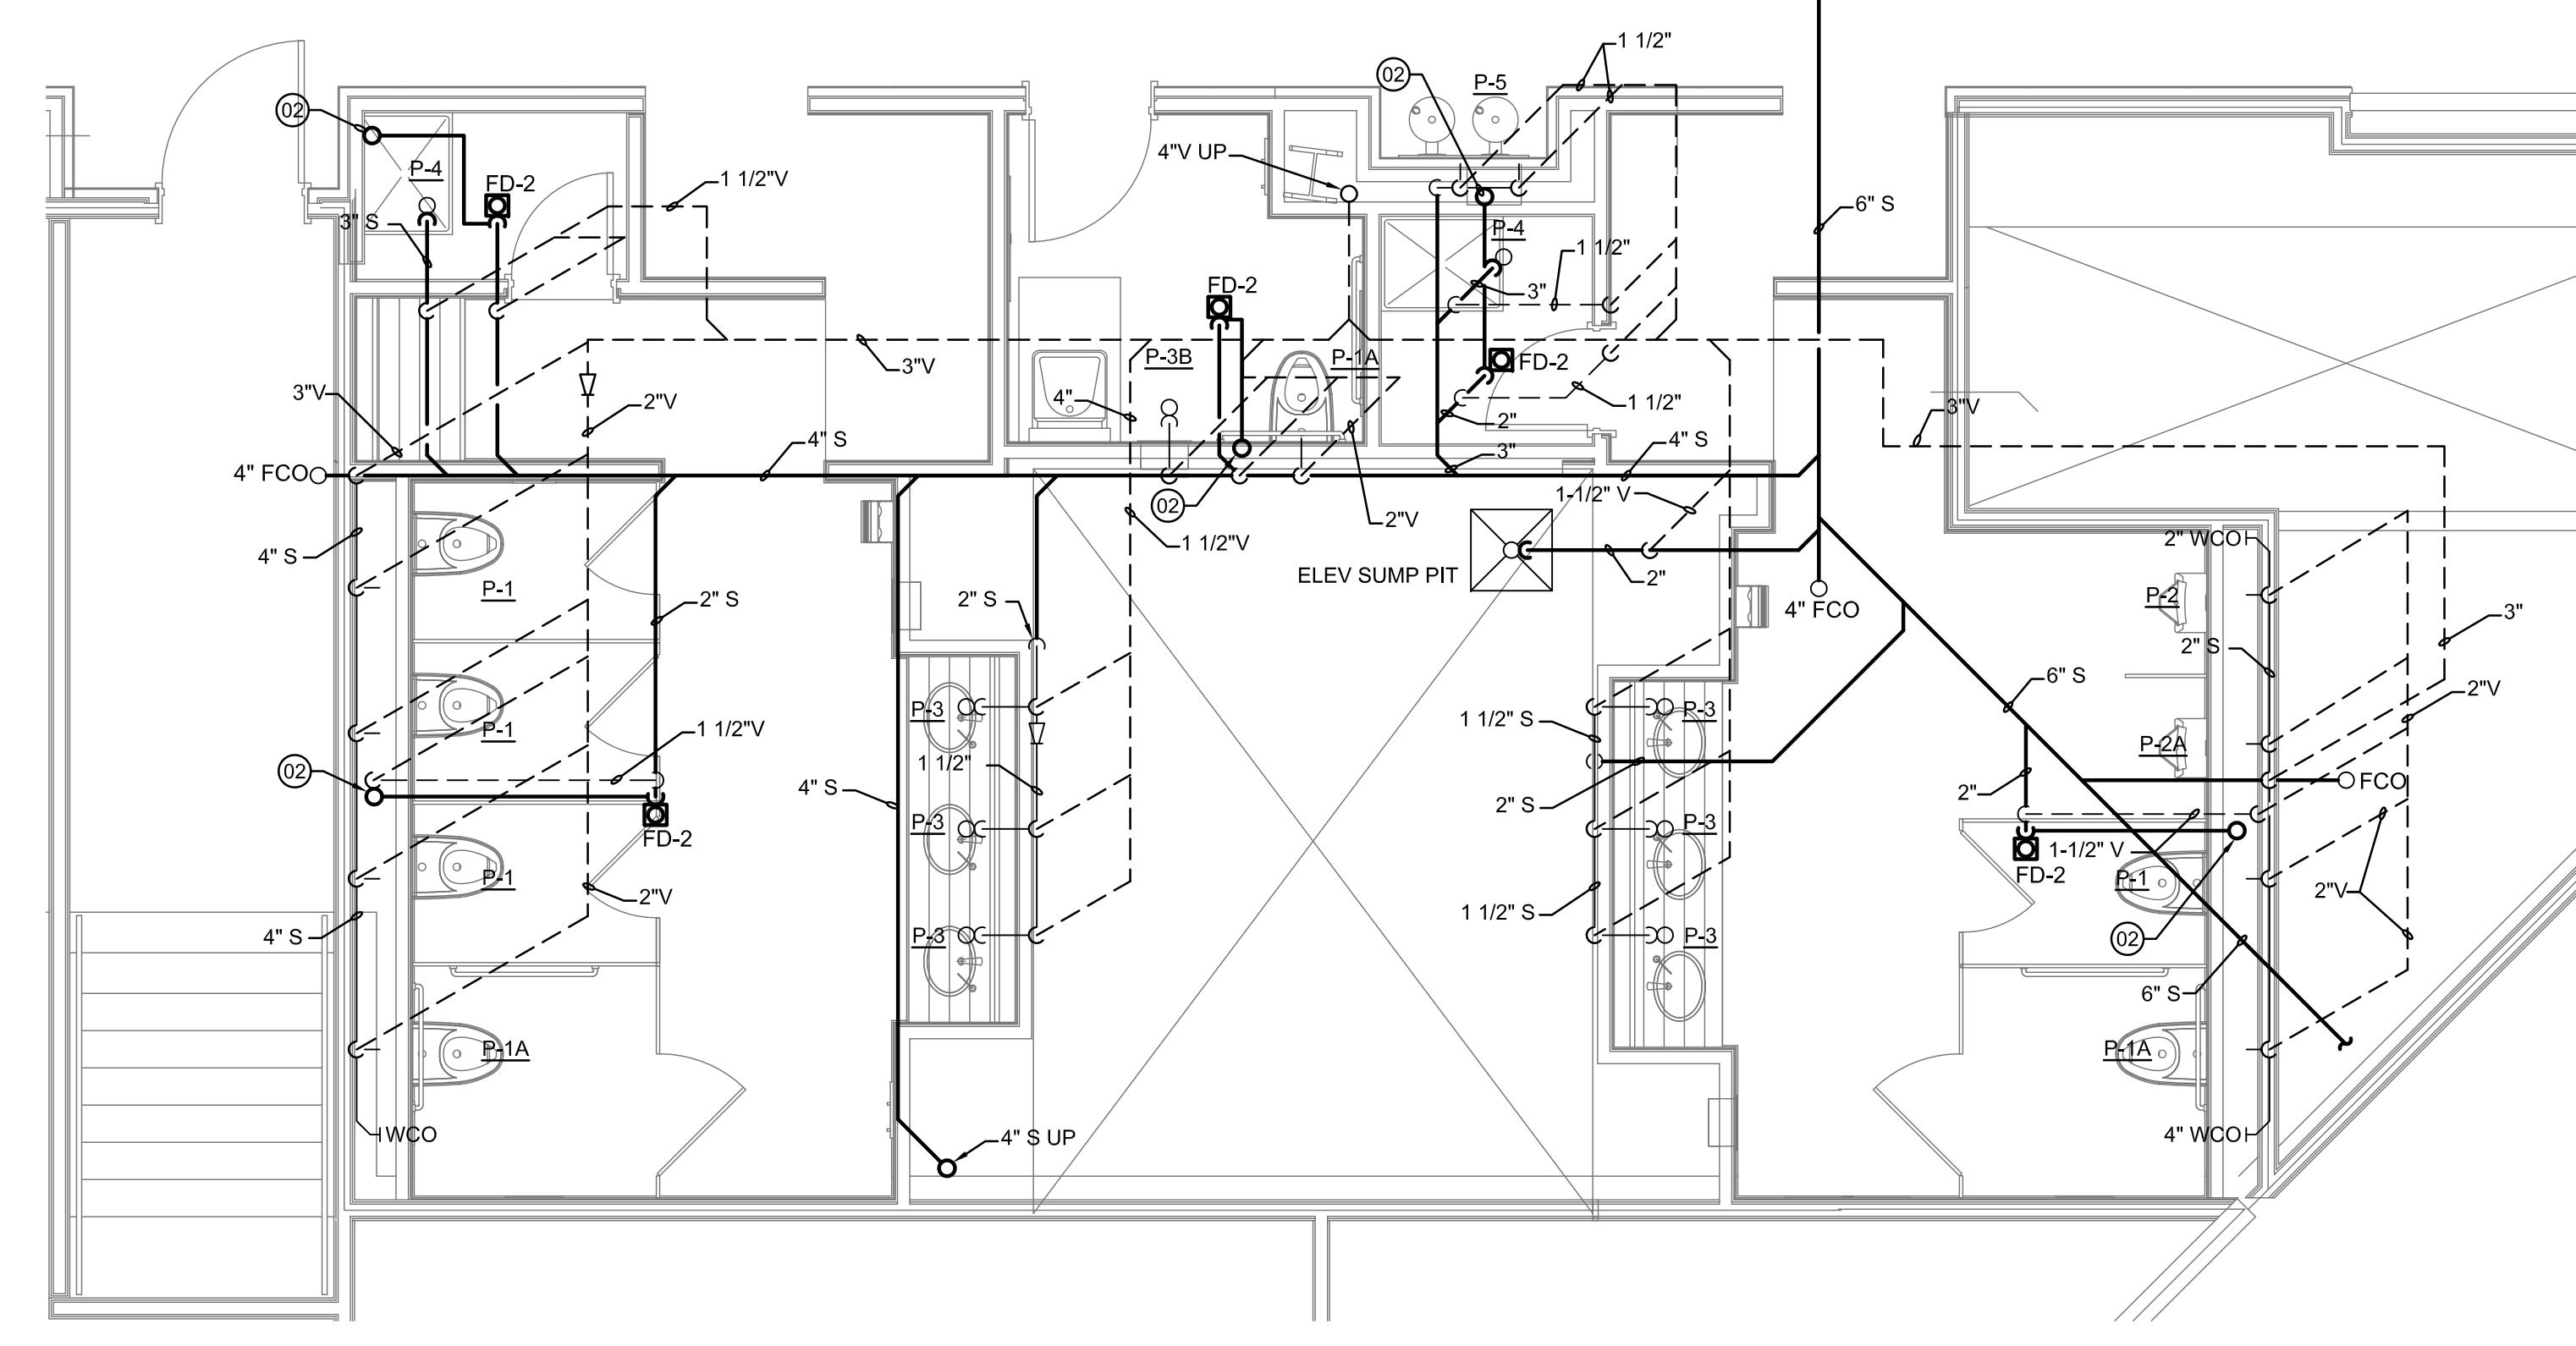 1 1/2"
02
P-5
02
4"V UP
P-4
FD-2
1 1/2"V
6" S
3" S
P-4
1 1/2"
FD-2
3"
P-3B
P-1A
FD-2
3"V
3"V
2"V
4"
1 1/2"
3"V
2"
4" S
4" S
3"
4" FCO
02
1-1/2" V
2"V
4" S
1 1/2"V
2" WCO
ELEV SUMP PIT
2"
P-1
2" S
2" S
4" FCO
P-2
3"
2" S
6" S
2"V
P-3
P-3
1 1/2" S
P-1
1 1/2"V
P-2A
02
1 1/2"
4" S
FCO
2"
2" S
P-3
P-3
FD-2
1-1/2" V
FD-2
P-1
P-1
2"V
2"V
1 1/2" S
4" S
P-3
P-3
02
6" S
P-1A
P-1A
WCO
4" S UP
4" WCO